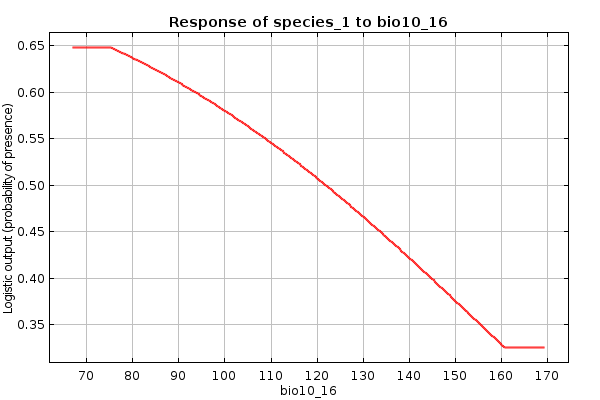 Response of species_1 to bio10_16
Logistic output (probability of presence)
0.65
0.60
0.55
0.50
0.45
0.40
0.35
70 80 90 100 110 120 130 140 150 160 170
bio10_16